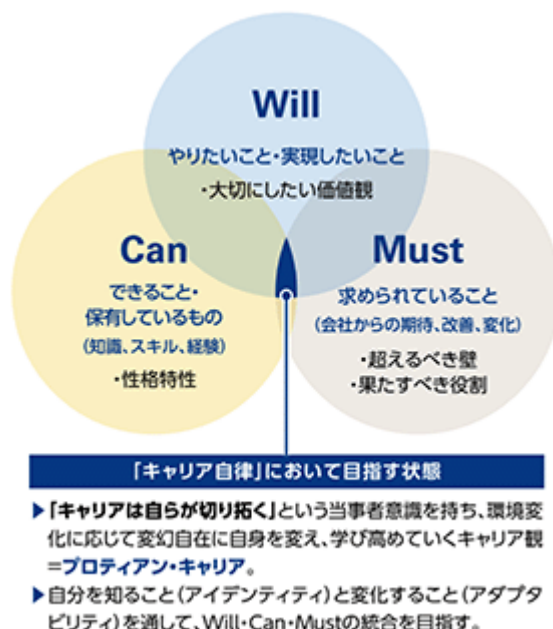 Will
やりたいこと・実現したいこと
・大切にしたい価値観
Can
できること・
保有しているもの
（知識、スキル、経験）
・性格特性
Must
求められていること
（会社からの期待、改善、変化）
・超えるべき壁
・果たすべき役割
「キャリア自律」において目指す状態
▶「キャリアは自らが切り拓く」という当事者意識を持ち、環境変
化に応じて変幻自在に自身を変え、学び高めていくキャリア観
＝プロティアン・キャリア。
▶自分を知ること（アイデンティティ）と変化すること（アダプタ
ビリティ）を通して、Will・Can・Mustの統合を目指す。